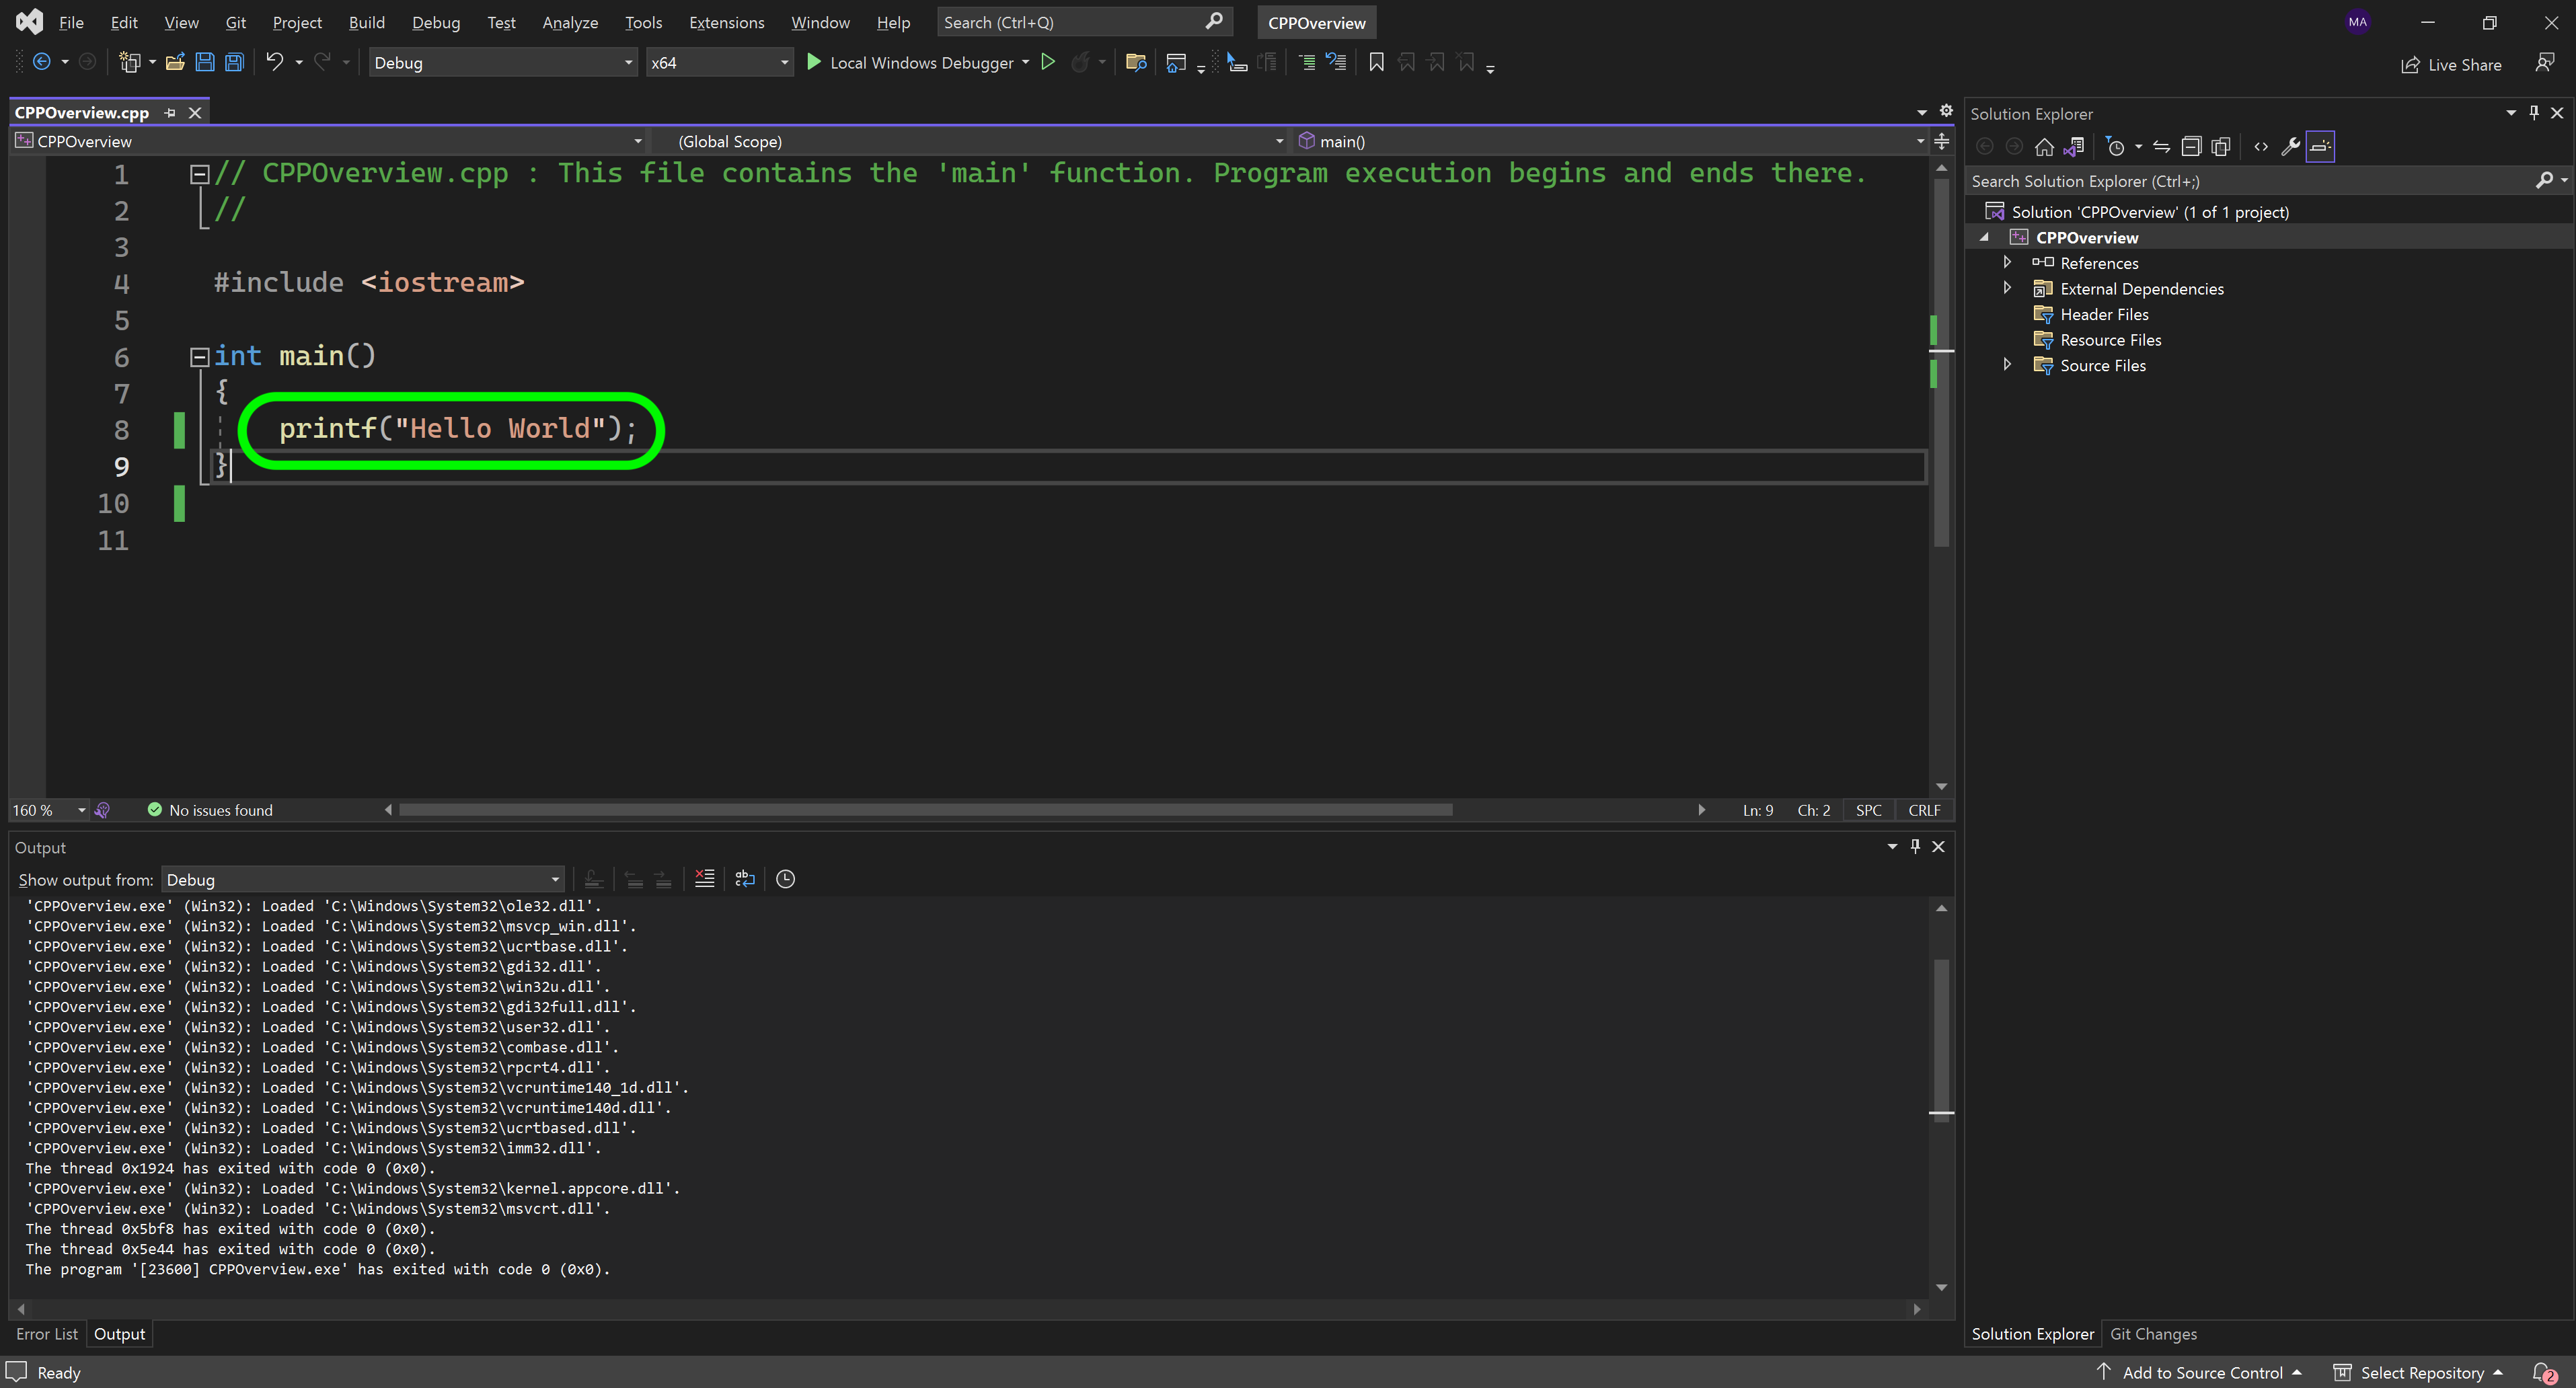 File Edit View Git Project Build Debug Test Analyze Tools Extensions Window Help Search (Ctrl+Q) CPPOverview MA
Debug x64 Local Windows Debugger Live Share
CPPOverview.cpp
CPPOverview (Global Scope) main()
1 // CPPOverview.cpp : This file contains the 'main' function. Program execution begins and ends there.
2 //
3
4 #include <iostream>
5
6 int main()
7 {
8 printf("Hello World");
9 }
10
11
160 % No issues found Ln: 9 Ch: 2 SPC CRLF
Output
Show output from: Debug
'CPPOverview.exe' (Win32): Loaded 'C:\Windows\System32\ole32.dll'.
'CPPOverview.exe' (Win32): Loaded 'C:\Windows\System32\msvcp_win.dll'.
'CPPOverview.exe' (Win32): Loaded 'C:\Windows\System32\ucrtbase.dll'.
'CPPOverview.exe' (Win32): Loaded 'C:\Windows\System32\gdi32.dll'.
'CPPOverview.exe' (Win32): Loaded 'C:\Windows\System32\win32u.dll'.
'CPPOverview.exe' (Win32): Loaded 'C:\Windows\System32\gdi32full.dll'.
'CPPOverview.exe' (Win32): Loaded 'C:\Windows\System32\user32.dll'.
'CPPOverview.exe' (Win32): Loaded 'C:\Windows\System32\combase.dll'.
'CPPOverview.exe' (Win32): Loaded 'C:\Windows\System32\rpcrt4.dll'.
'CPPOverview.exe' (Win32): Loaded 'C:\Windows\System32\vcruntime140_1d.dll'.
'CPPOverview.exe' (Win32): Loaded 'C:\Windows\System32\vcruntime140d.dll'.
'CPPOverview.exe' (Win32): Loaded 'C:\Windows\System32\ucrtbased.dll'.
'CPPOverview.exe' (Win32): Loaded 'C:\Windows\System32\imm32.dll'.
The thread 0x1924 has exited with code 0 (0x0).
'CPPOverview.exe' (Win32): Loaded 'C:\Windows\System32\kernel.appcore.dll'.
'CPPOverview.exe' (Win32): Loaded 'C:\Windows\System32\msvcrt.dll'.
The thread 0x5bf8 has exited with code 0 (0x0).
The thread 0x5e44 has exited with code 0 (0x0).
The program '[23600] CPPOverview.exe' has exited with code 0 (0x0).
Error List Output
Solution Explorer
Search Solution Explorer (Ctrl+;)
Solution 'CPPOverview' (1 of 1 project)
CPPOverview
References
External Dependencies
Header Files
Resource Files
Source Files
Solution Explorer Git Changes
Ready Add to Source Control Select Repository 2